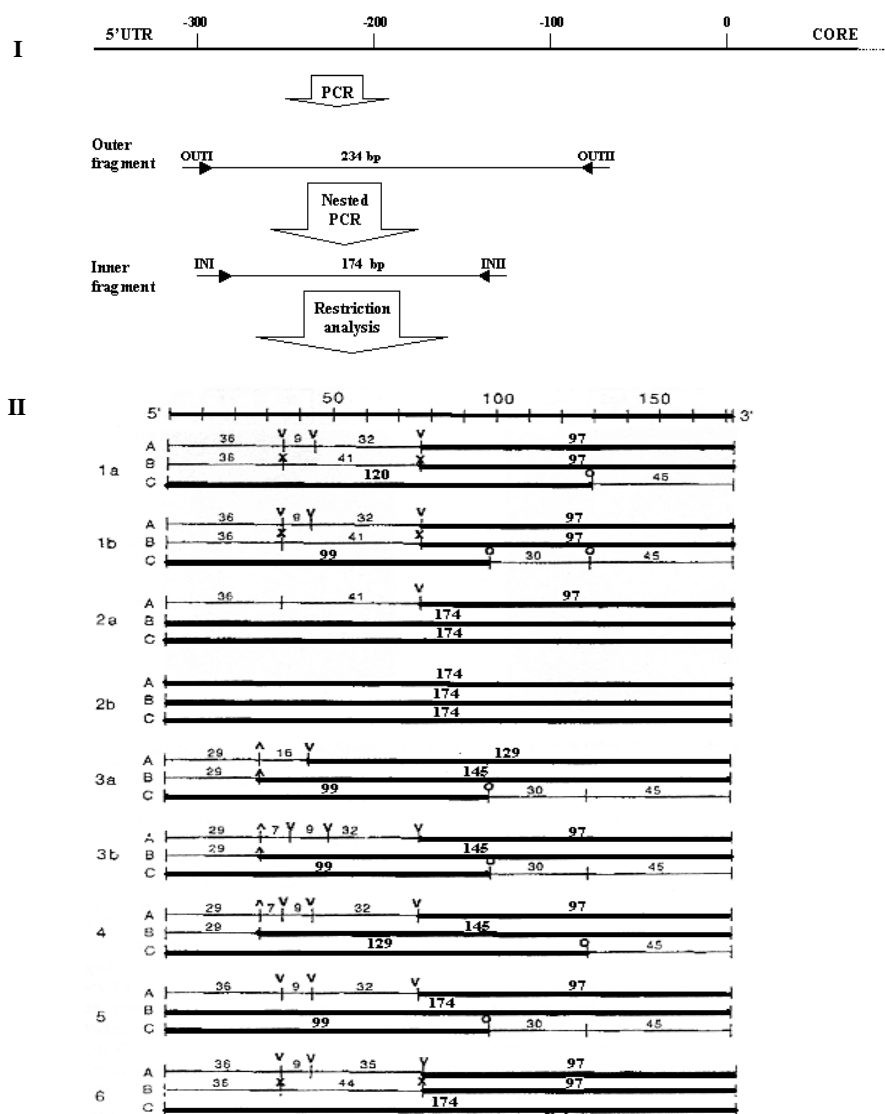 I
5'UTR -300 -200 -100 0 CORE
PCR
Outer
fragment
OUTI 234 bp OUTII
Nested
PCR
Inner
fragment
INI 174 bp INII
Restriction
analysis
II
5' 50 100 150 3'
V V V
1a
A 36 9 32 97
x x
B 36 41 97
C 120 o 45
V V V
1b
A 36 9 32 97
x x
B 36 41 97
C 99 o 30 o 45
V
2a
A 36 41 97
B 174
C 174
2b
A 174
B 174
C 174
^ V
3a
A 29 16 129
B 29 ^ 145
C 99 o 30 45
^ V V V
3b
A 29 7 9 32 97
B 29 ^ 145
C 99 o 30 45
^ V V V
4
A 29 7 9 32 97
B 29 145
C 129 o 45
V V V
5
A 36 9 32 97
B 174
C 99 o 30 45
V V V
6
A 36 9 35 97
x x
B 44 97
C 174